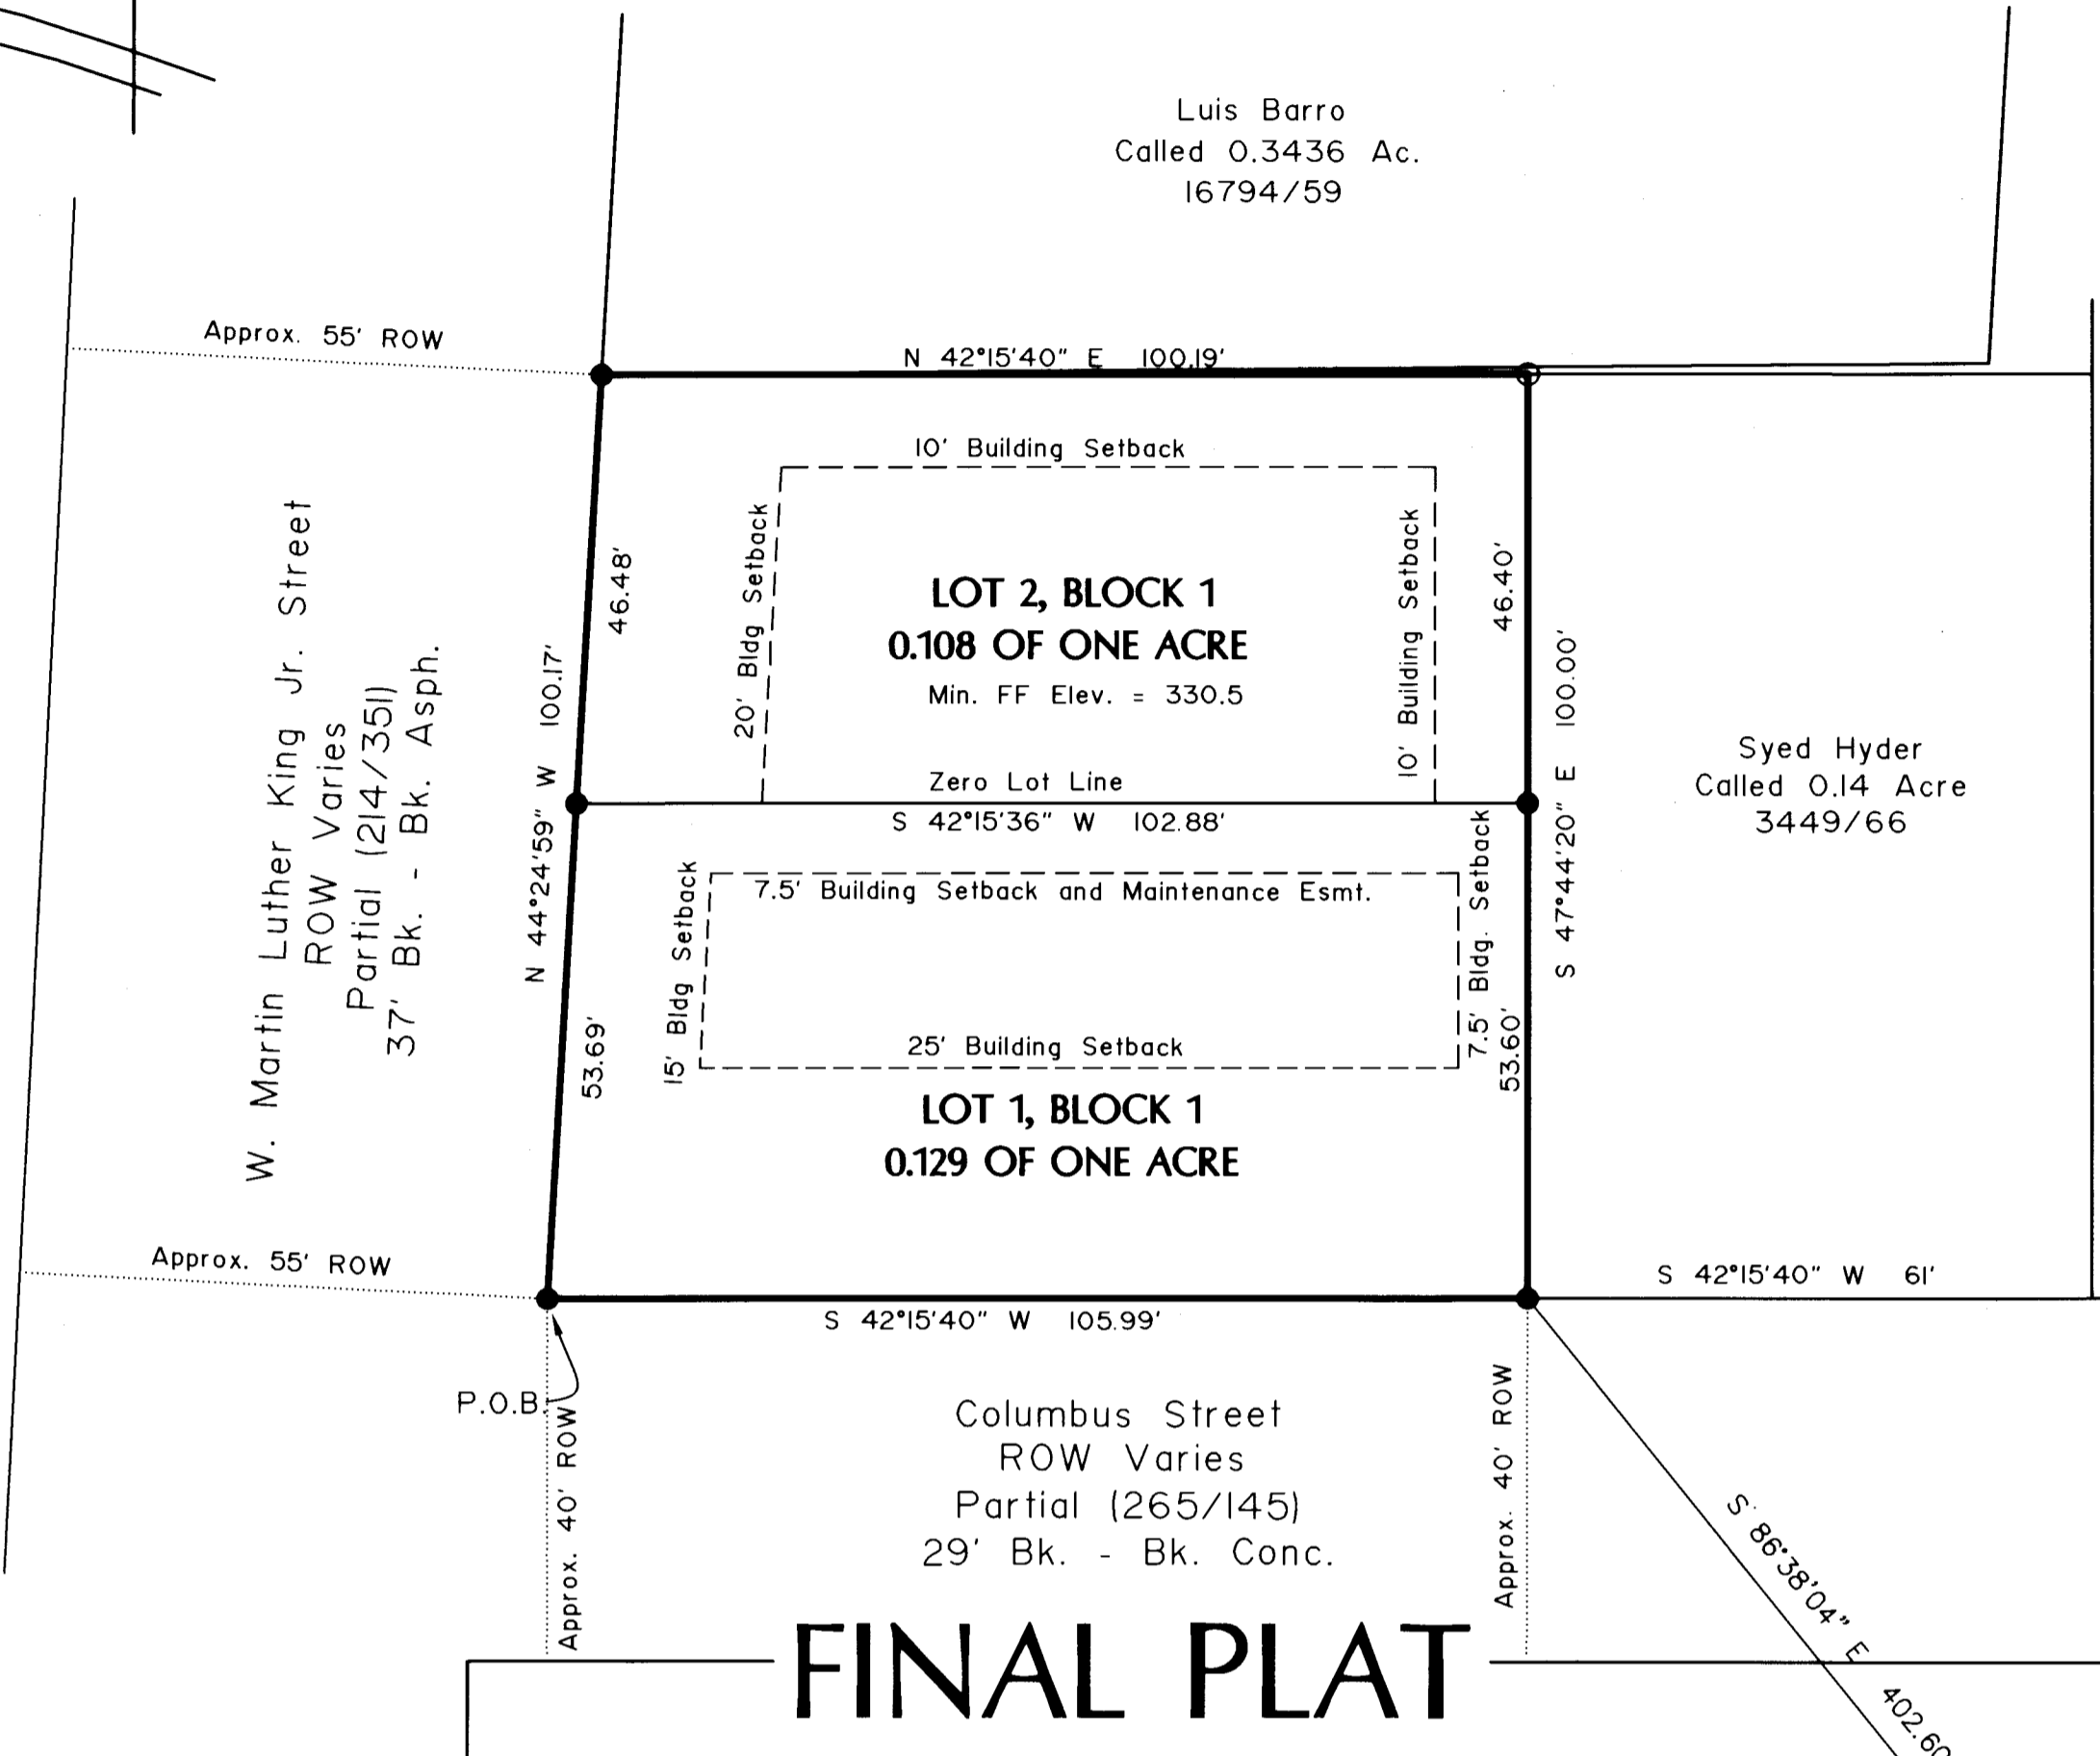 Luis Barro
Called 0.3436 Ac.
16794/59
Approx. 55' ROW
N 42°15'40" E 100.19'
10' Building Setback
20' Bldg Setback
10' Building Setback
46.48'
46.40'
LOT 2, BLOCK 1
0.108 OF ONE ACRE
Min. FF Elev. = 330.5
Zero Lot Line
S 42°15'36" W 102.88'
N 44°24'59" W 100.17'
S 47°44'20" E 100.00'
W. Martin Luther King Jr. Street
ROW Varies
Partial (214/351)
37' Bk. - Bk. Asph.
Syed Hyder
Called 0.14 Acre
3449/66
7.5' Building Setback and Maintenance Esmt.
15' Bldg Setback
7.5' Bldg. Setback
53.69'
53.60'
25' Building Setback
LOT 1, BLOCK 1
0.129 OF ONE ACRE
Approx. 55' ROW
S 42°15'40" W 61'
S 42°15'40" W 105.99'
P.O.B.
Approx. 40' ROW
Columbus Street
ROW Varies
Partial (265/145)
29' Bk. - Bk. Conc.
Approx. 40' ROW
S 86°38'04" E 402.60
FINAL PLAT